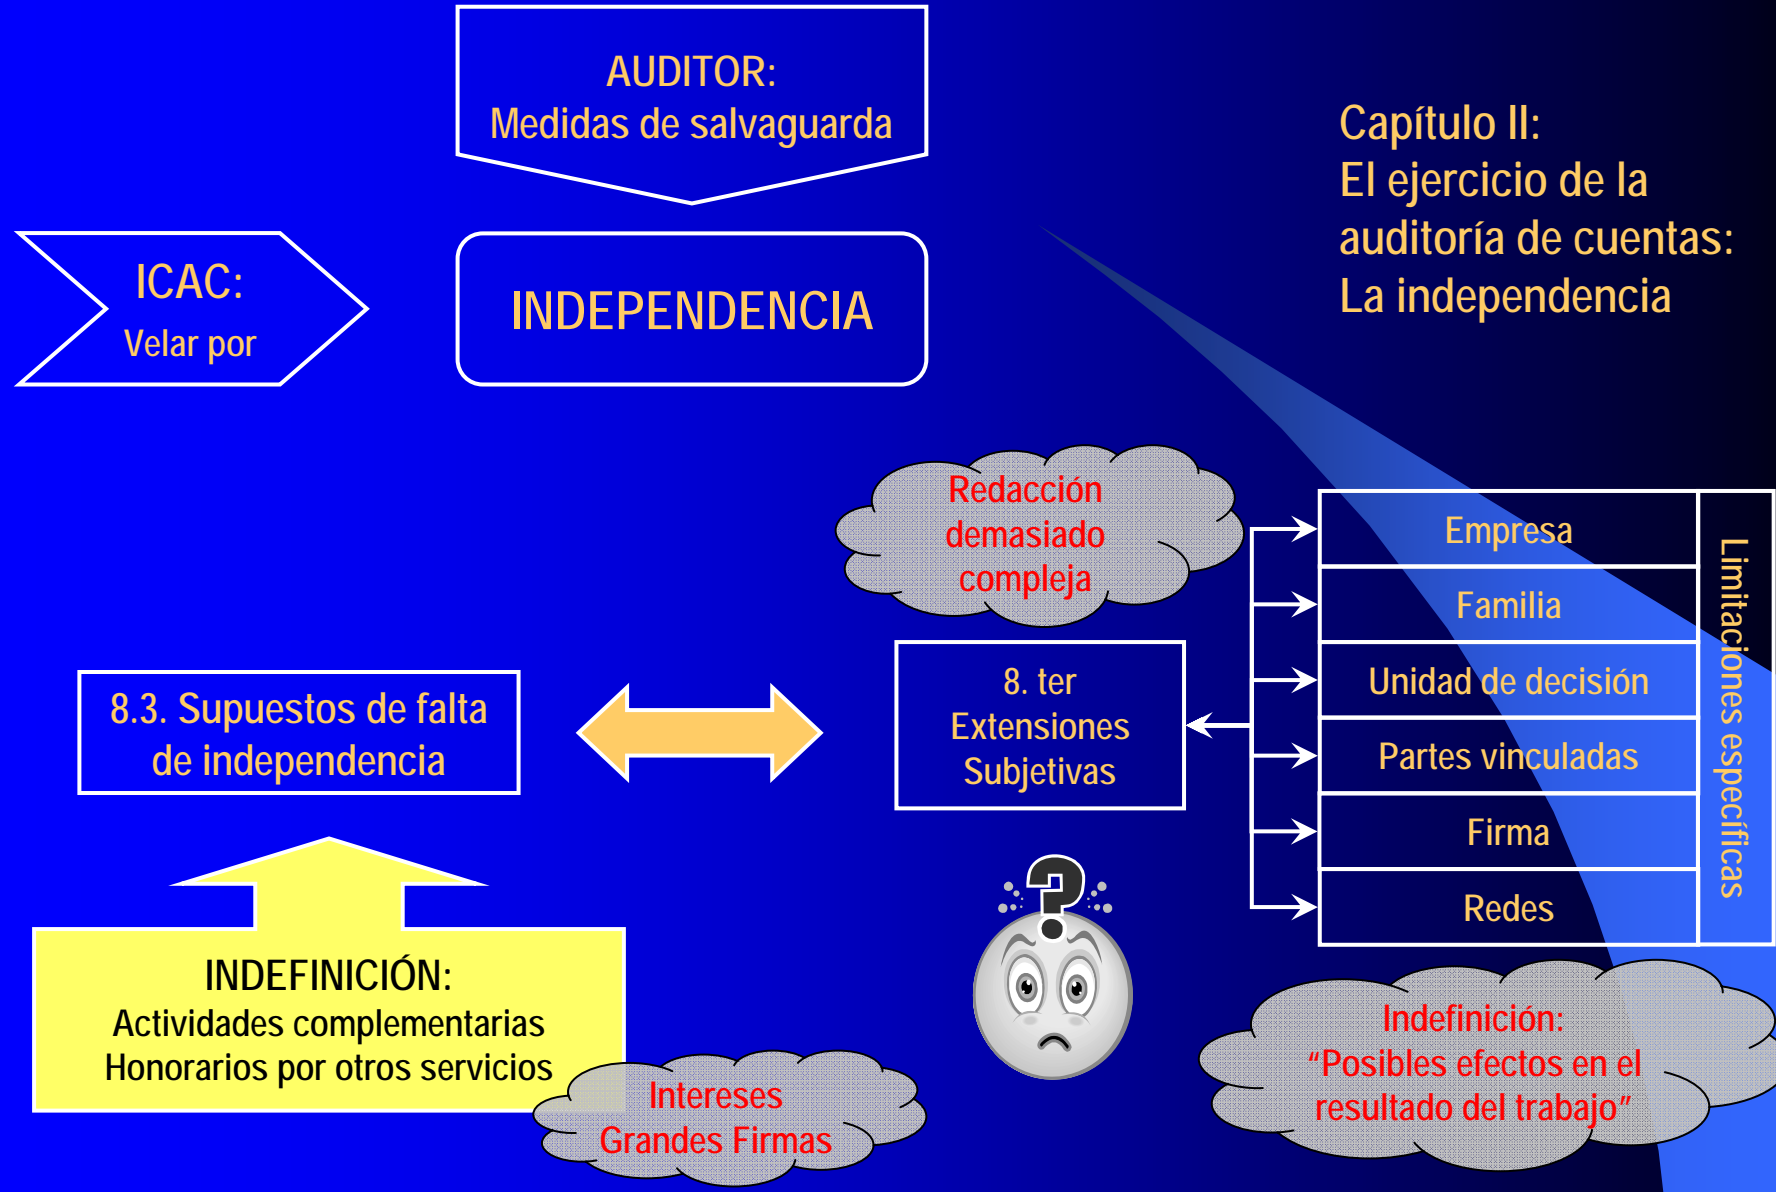 AUDITOR:
Medidas de salvaguarda
Capítulo II:
El ejercicio de la
auditoría de cuentas:
La independencia
ICAC:
Velar por
INDEPENDENCIA
Redacción
demasiado
compleja
Empresa
Familia
Unidad de decisión
Partes vinculadas
Firma
Redes
Limitaciones específicas
8.3. Supuestos de falta
de independencia
8. ter
Extensiones
Subjetivas
?
INDEFINICIÓN:
Actividades complementarias
Honorarios por otros servicios
Intereses
Grandes Firmas
Indefinición:
"Posibles efectos en el
resultado del trabajo"